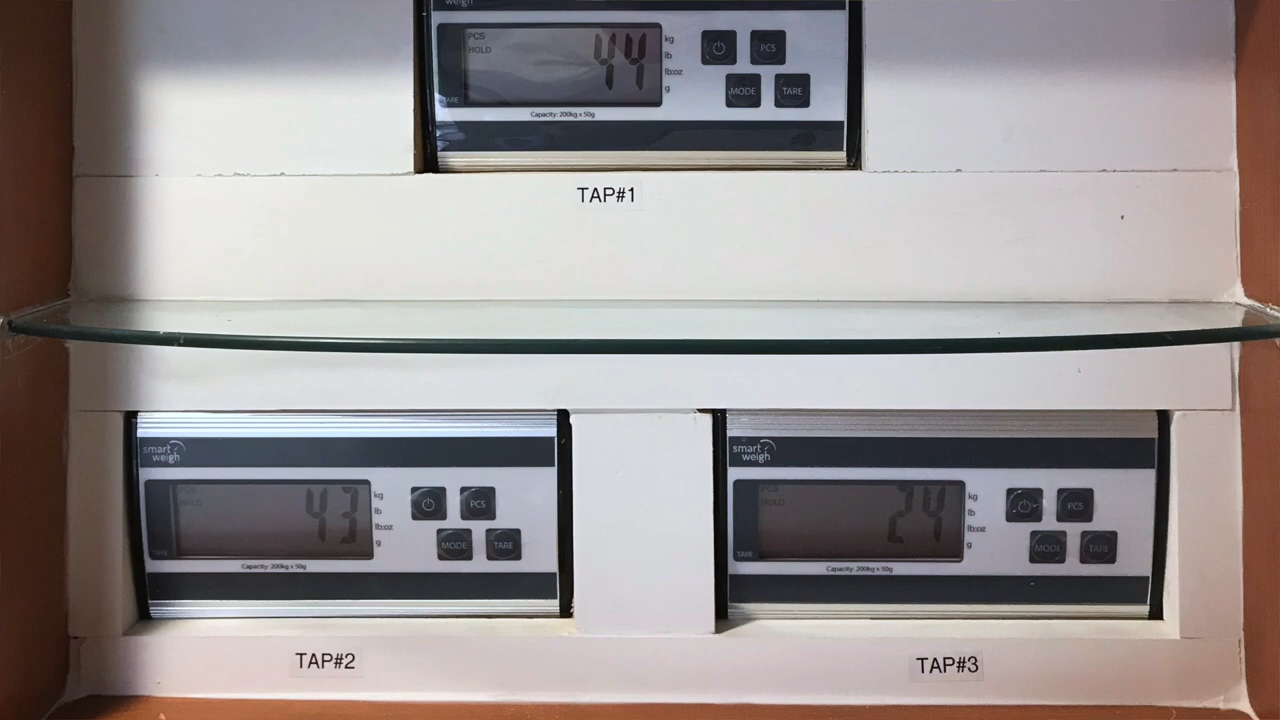 weigh
PCS
HOLD
44
TARE
kg
lb
lb:oz
g
PCS
MODE
TARE
Capacity: 200kg x 50g
TAP#1
smart
weigh
PCS
HOLD
43
TARE
kg
lb
lb:oz
g
PCS
MODE
TARE
Capacity: 200kg x 50g
TAP#2
smart
weigh
PCS
HOLD
24
TARE
kg
lb
lb:oz
g
PCS
MODE
TARE
Capacity: 200kg x 50g
TAP#3